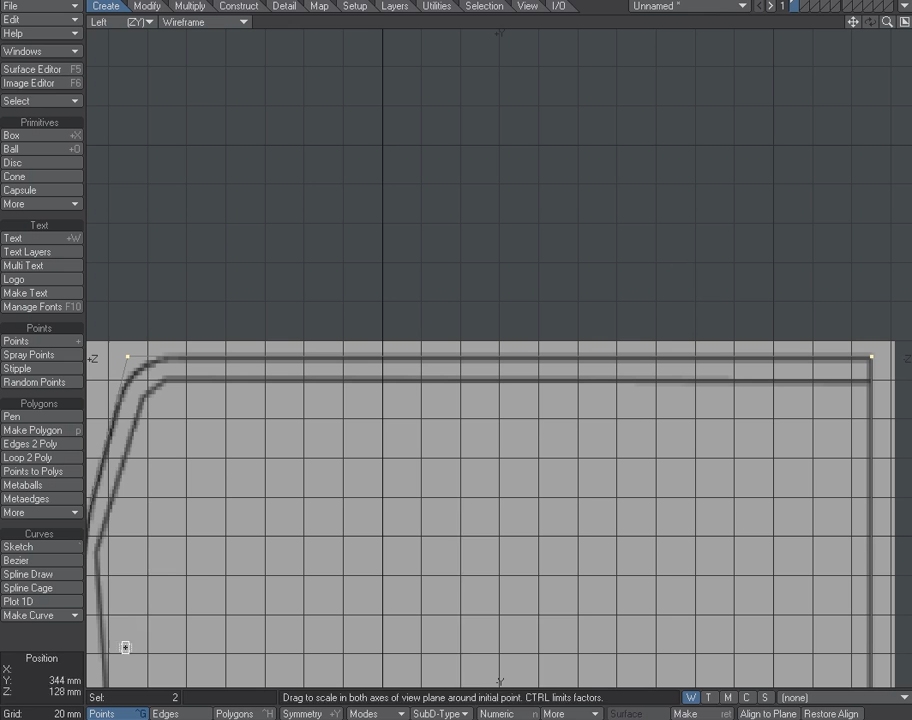 File Create Modify Multiply Construct Detail Map Setup Layers Utilities Selection View I/O Unnamed * 1
Edit Left (ZY) Wireframe
Help
Windows
Surface Editor F5
Image Editor F6
Select
Primitives
Box +X
Ball +O
Disc
Cone
Capsule
More
Text
Text +W
Text Layers
Multi Text
Logo
Make Text
Manage Fonts F10
Points
Points +
Spray Points
Stipple
Random Points
Polygons
Pen
Make Polygon p
Edges 2 Poly
Loop 2 Poly
Points to Polys
Metaballs
Metaedges
More
Curves
Sketch
Bezier
Spline Draw
Spline Cage
Plot 1D
Make Curve
+Y
+Z
Z
-Y
Position
X:
Y: 344 mm
Z: 128 mm
Sel: 2 Drag to scale in both axes of view plane around initial point. CTRL limits factors. W T M C S (none)
Grid: 20 mm Points ^G Edges Polygons ^H Symmetry +Y Modes SubD-Type Numeric n More Surface Make ret Align to Plane Restore Align